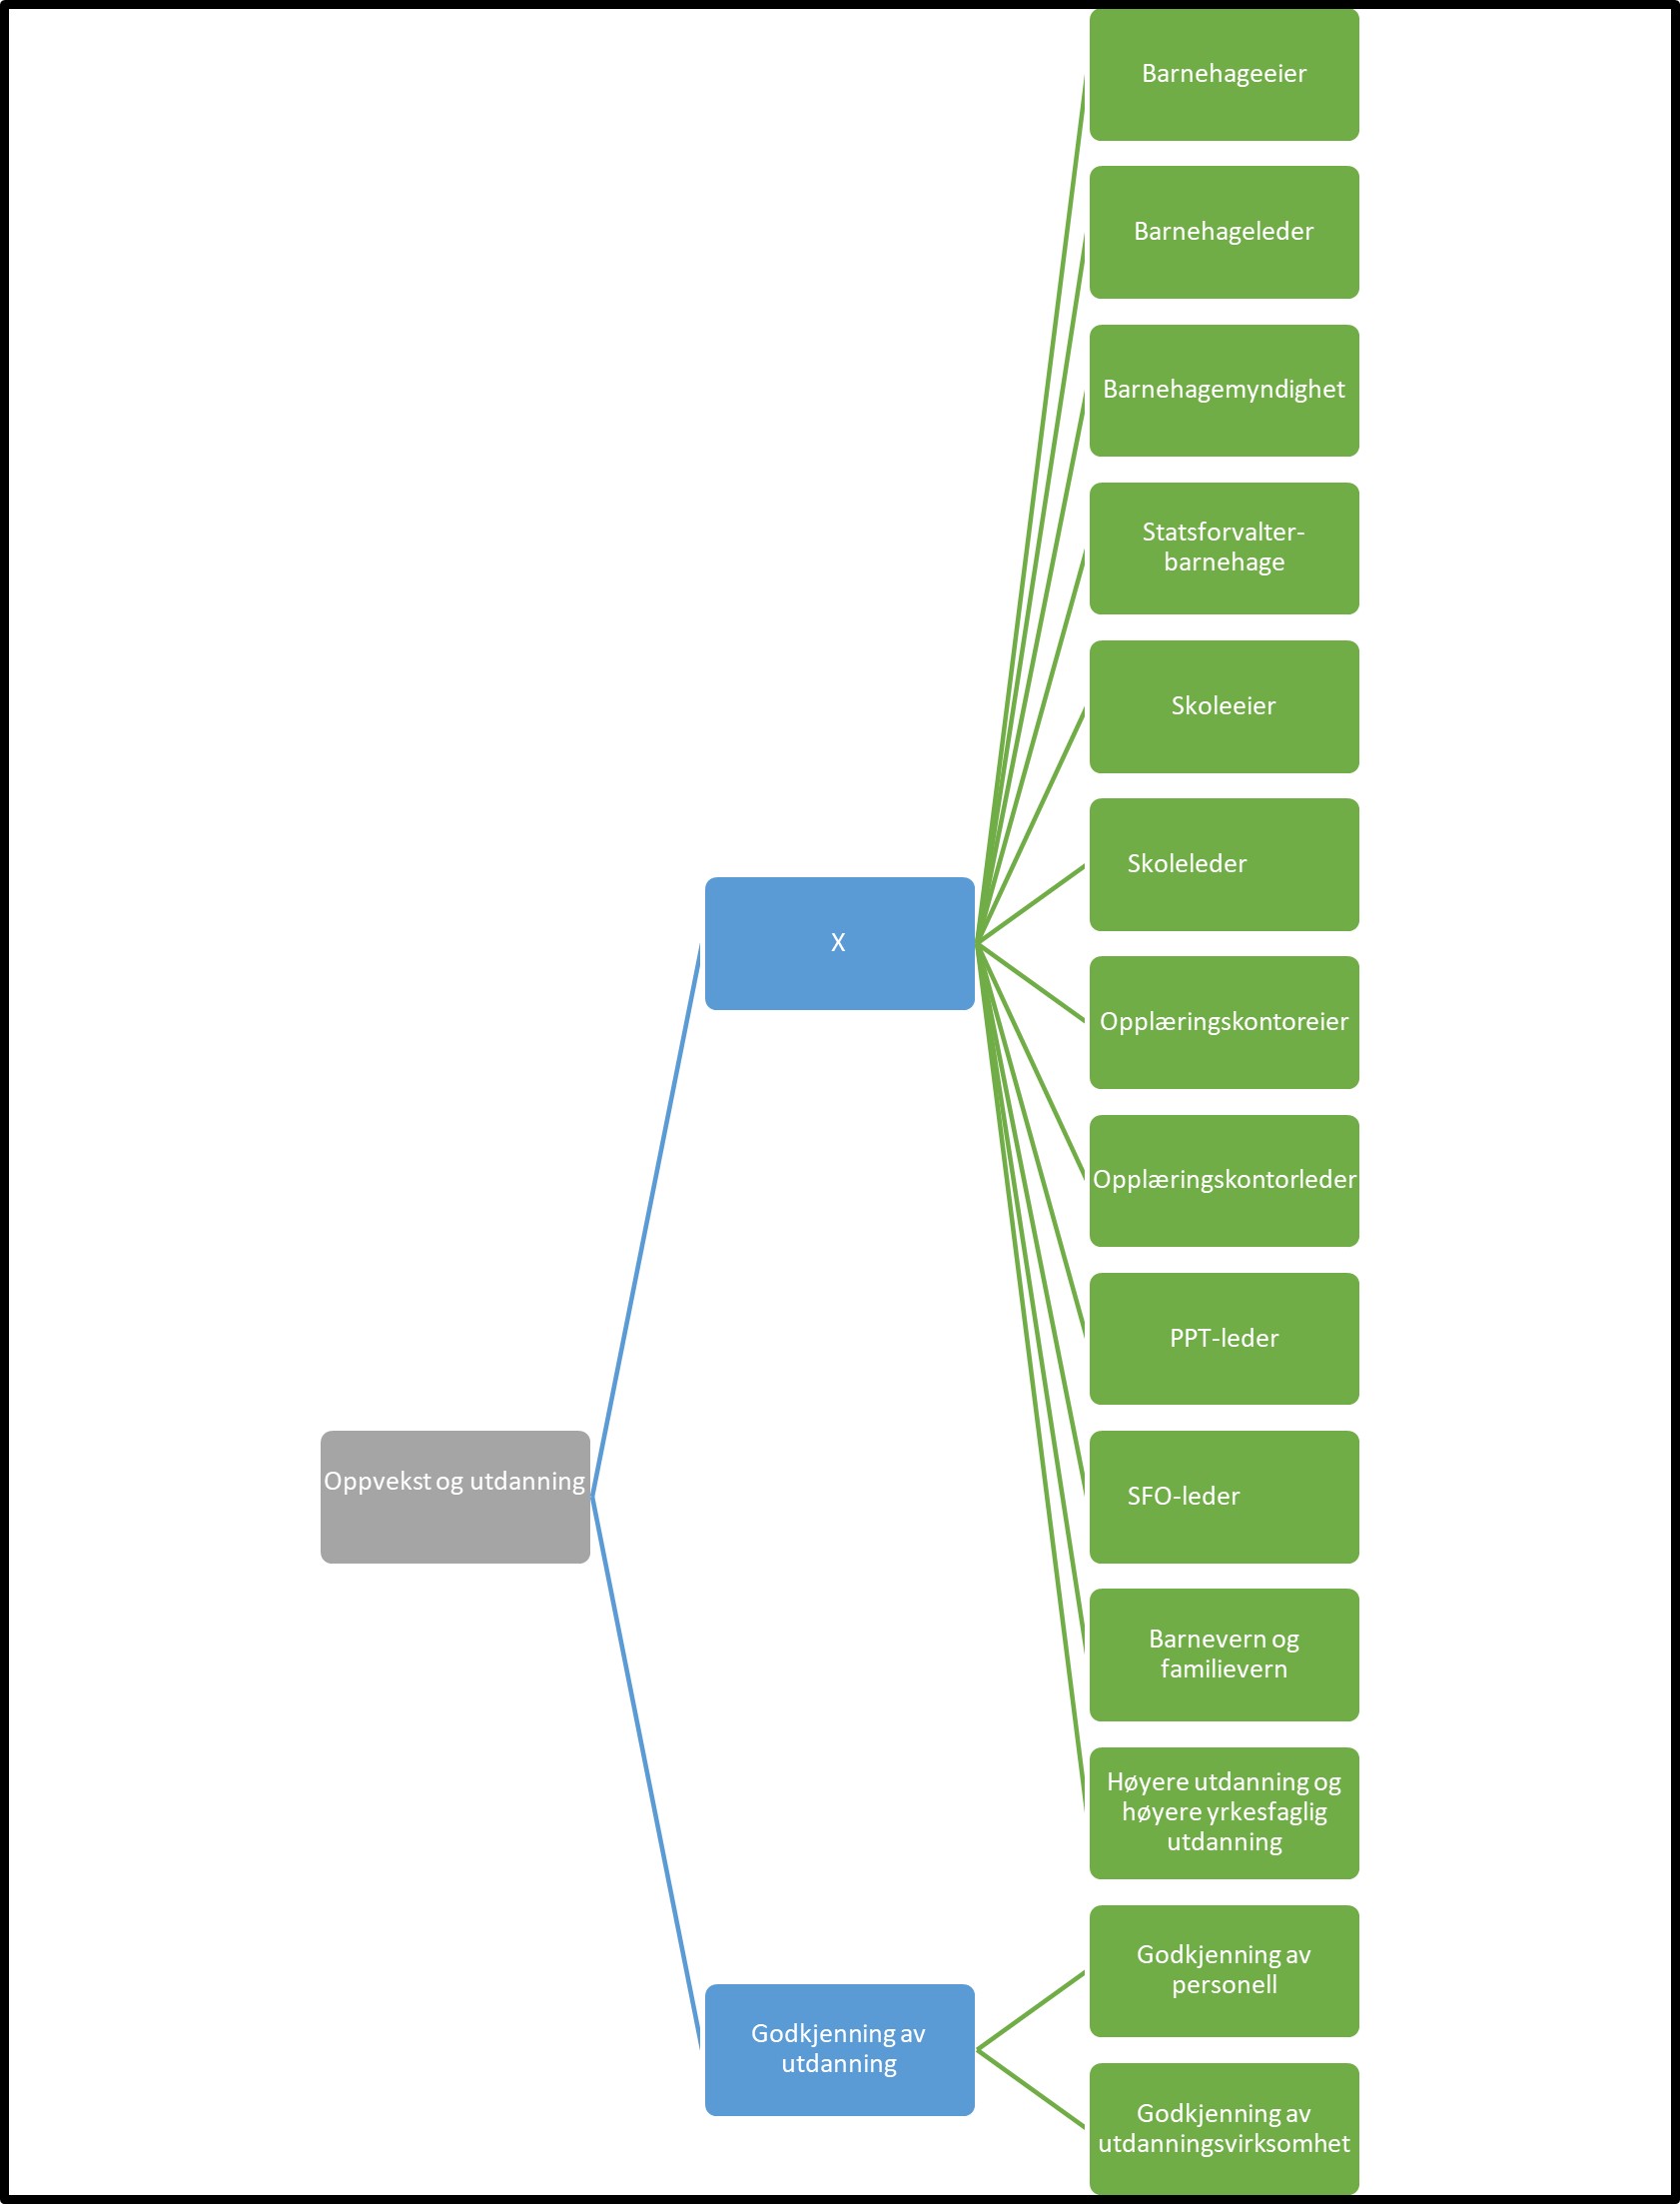 Barnehageeier
Barnehageleder
Barnehagemyndighet
Statsforvalter-
barnehage
Skoleeier
Skoleleder
X
Opplæringskontoreier
Opplæringskontorleder
PPT-leder
Oppvekst og utdanning
SFO-leder
Barnevern og
familievern
Høyere utdanning og
høyere yrkesfaglig
utdanning
Godkjenning av
personell
Godkjenning av
utdanning
Godkjenning av
utdanningsvirksomhet